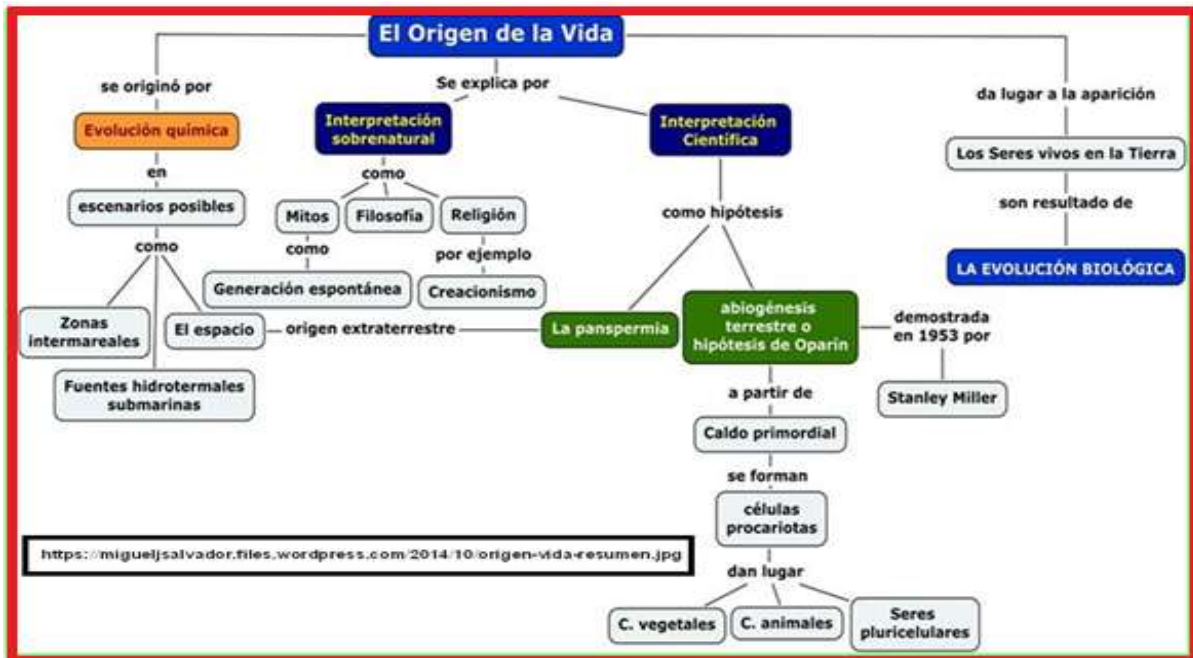 El Origen de la Vida
se originó por
Evolución química
en
escenarios posibles
como
Zonas
intermareales
El espacio
Fuentes hidrotermales
submarinas
origen extraterrestre
Se explica por
Interpretación
sobrenatural
como
Mitos
Filosofía
Religión
como
Generación espontánea
por ejemplo
Creacionismo
Interpretación
Científica
como hipótesis
La panspermia
abiogénesis
terrestre o
hipótesis de Oparin
demostrada
en 1953 por
Stanley Miller
a partir de
Caldo primordial
se forman
células
procariotas
dan lugar
C. vegetales
C. animales
Seres
pluricelulares
da lugar a la aparición
Los Seres vivos en la Tierra
son resultado de
LA EVOLUCIÓN BIOLÓGICA
https://migueljsalvador.files.wordpress.com/2014/10/origen-vida-resumen.jpg